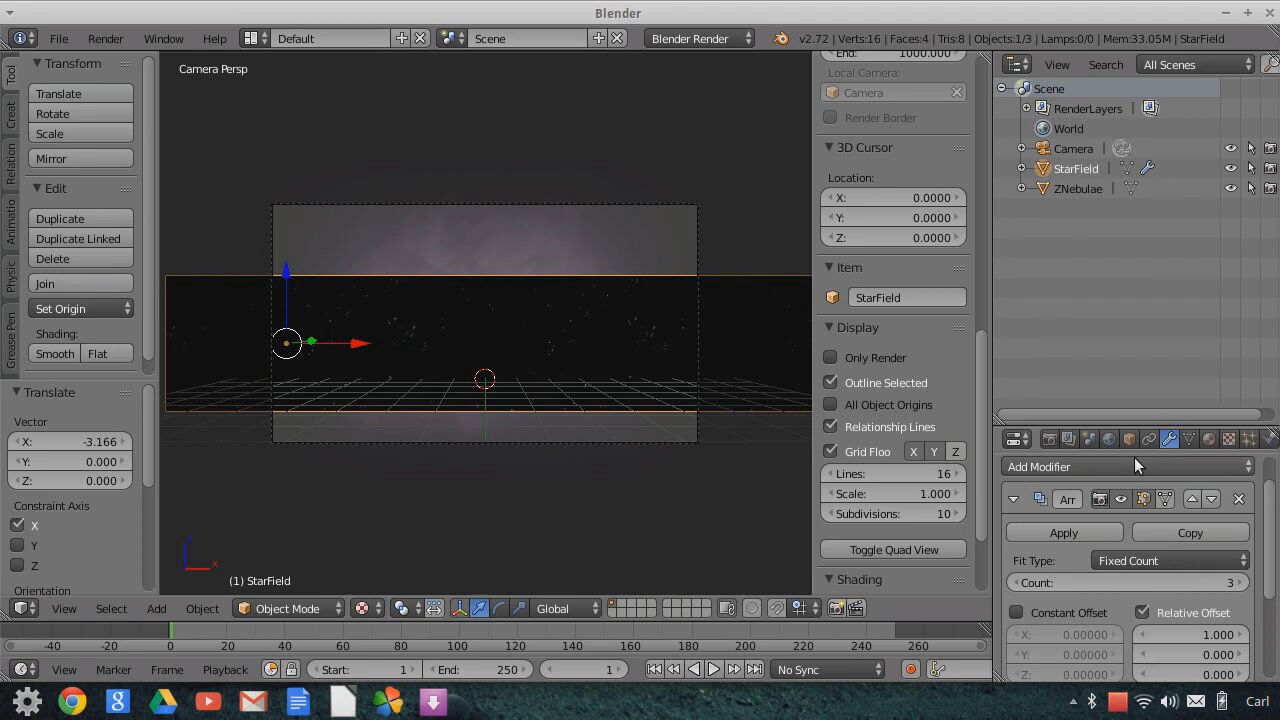 Blender
File Render Window Help Default Scene Blender Render v2.72 | Verts:16 | Faces:4 | Tris:8 | Objects:1/3 | Lamps:0/0 | Mem:33.05M | StarField
Tool
Creat
Relation
Animatio
Physic
Grease Pen
Transform
Translate
Rotate
Scale
Mirror
Edit
Duplicate
Duplicate Linked
Delete
Join
Set Origin
Shading:
Smooth Flat
Translate
Vector
X: -3.166
Y: 0.000
Z: 0.000
Constraint Axis
X
Y
Z
Orientation
Camera Persp
(1) StarField
End: 1000.000
Local Camera:
Camera
Render Border
3D Cursor
Location:
X: 0.0000
Y: 0.0000
Z: 0.0000
Item
StarField
Display
Only Render
Outline Selected
All Object Origins
Relationship Lines
Grid Floo X Y Z
Lines: 16
Scale: 1.000
Subdivisions: 10
Toggle Quad View
Shading
View Search All Scenes
Scene
RenderLayers
World
Camera
StarField
ZNebulae
Add Modifier
Arr
Apply Copy
Fit Type: Fixed Count
Count: 3
Constant Offset Relative Offset
X: 0.00000 1.000
Y: 0.00000 0.000
Z: 0.00000 0.000
View Select Add Object Object Mode Global
-40 -20 0 20 40 60 80 100 120 140 160 180 200 220 240 260
View Marker Frame Playback Start: 1 End: 250 1 No Sync
Carl